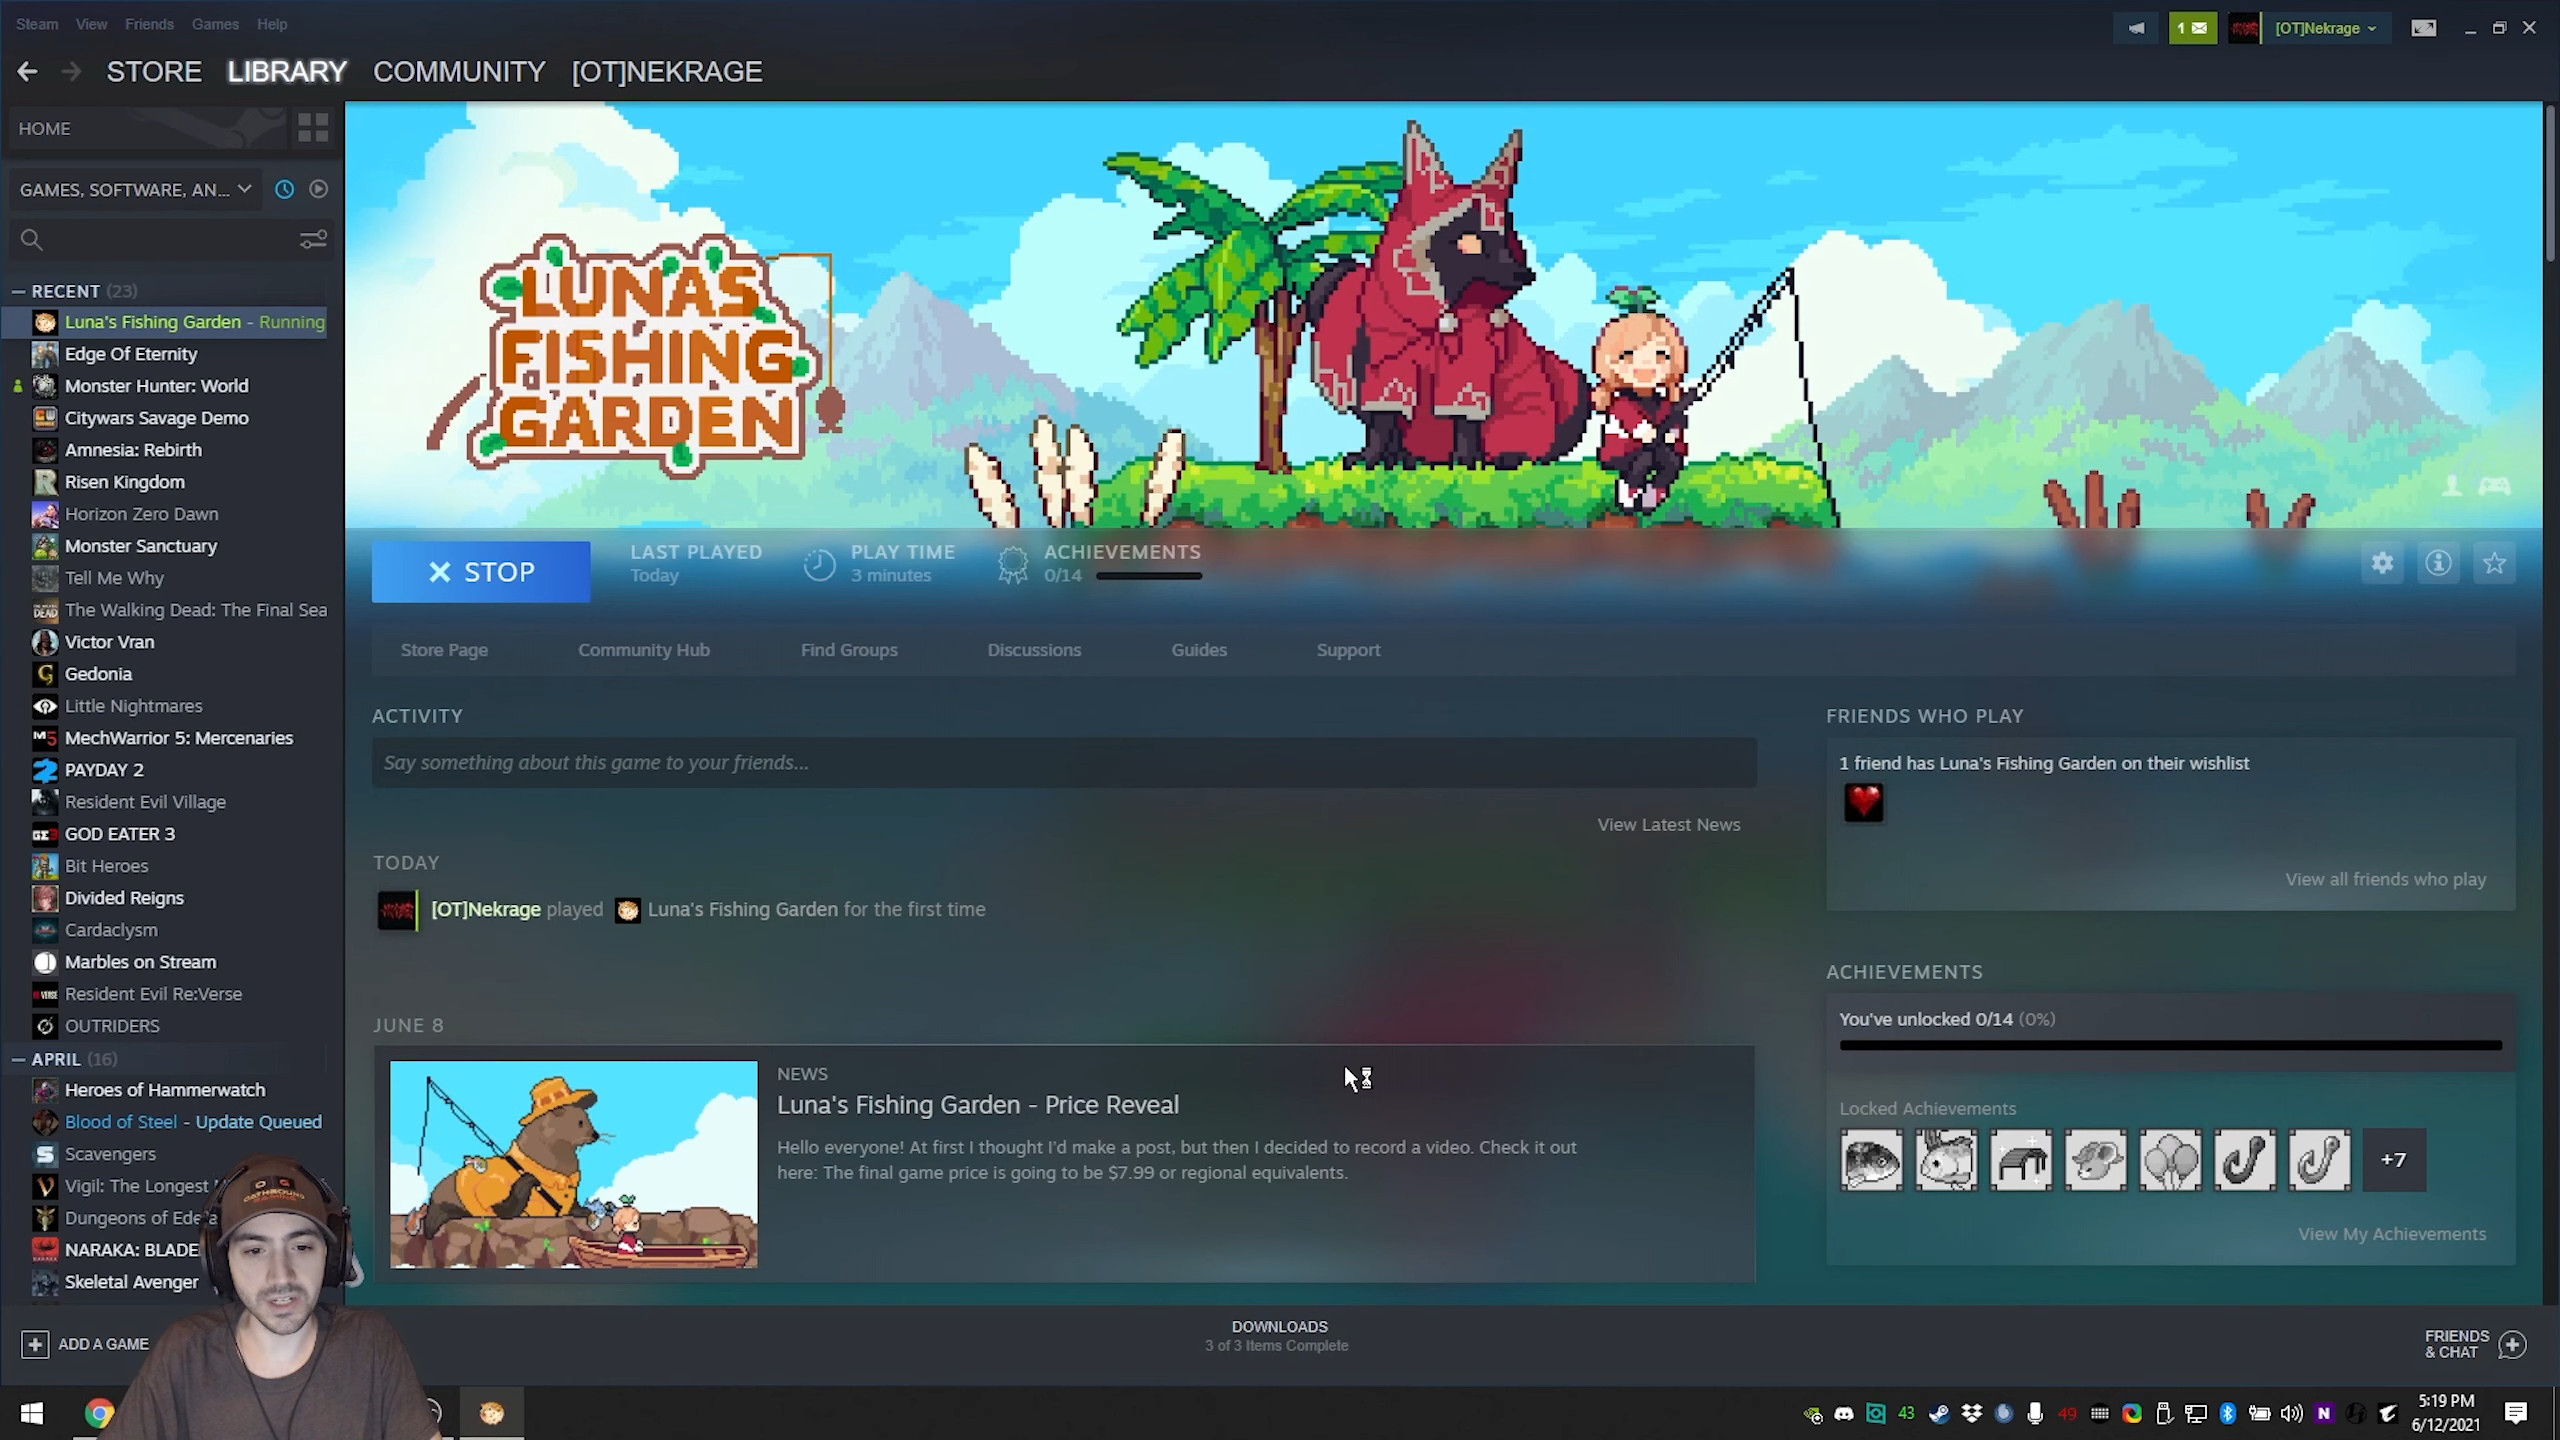 Steam View Friends Games Help
1 [OT]Nekrage
STORE LIBRARY COMMUNITY [OT]NEKRAGE
HOME
GAMES, SOFTWARE, AN...
RECENT (23)
Luna's Fishing Garden - Running
Edge Of Eternity
Monster Hunter: World
Citywars Savage Demo
Amnesia: Rebirth
Risen Kingdom
Horizon Zero Dawn
Monster Sanctuary
Tell Me Why
The Walking Dead: The Final Sea
Victor Vran
Gedonia
Little Nightmares
MechWarrior 5: Mercenaries
PAYDAY 2
Resident Evil Village
GOD EATER 3
Bit Heroes
Divided Reigns
Cardaclysm
Marbles on Stream
Resident Evil Re:Verse
OUTRIDERS
APRIL (16)
Heroes of Hammerwatch
Blood of Steel - Update Queued
Scavengers
Vigil: The Longest
Dungeons of Ede
NARAKA: BLADE
Skeletal Avenger
ADD A GAME
LUNA'S
FISHING
GARDEN
STOP
LAST PLAYED
Today
PLAY TIME
3 minutes
ACHIEVEMENTS
0/14
Store Page Community Hub Find Groups Discussions Guides Support
ACTIVITY
Say something about this game to your friends...
View Latest News
TODAY
[OT]Nekrage played Luna's Fishing Garden for the first time
JUNE 8
NEWS
Luna's Fishing Garden - Price Reveal
Hello everyone! At first I thought I'd make a post, but then I decided to record a video. Check it out
here: The final game price is going to be $7.99 or regional equivalents.
FRIENDS WHO PLAY
1 friend has Luna's Fishing Garden on their wishlist
View all friends who play
ACHIEVEMENTS
You've unlocked 0/14 (0%)
Locked Achievements
+7
View My Achievements
DOWNLOADS
3 of 3 Items Complete
FRIENDS
& CHAT
43
49
5:19 PM
6/12/2021